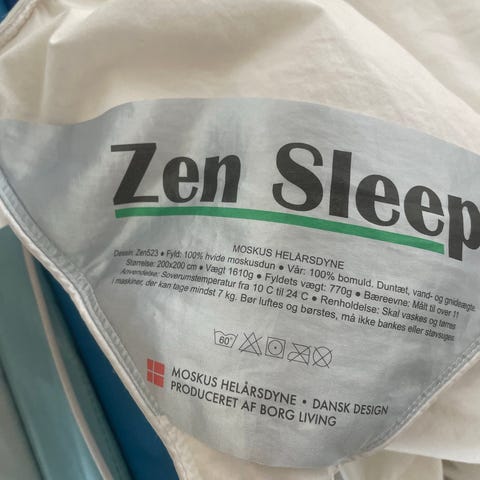 Zen Sleep
MOSKUS HELÅRSDYNE
Dessin: Zen523 • Fyld: 100% hvide moskusdun • Vår: 100% bomuld. Duntæt, vand- og gnideægte.
Størrelse: 200x200 cm • Vægt 1610g • Fyldets vægt: 770g • Bæreevne: Målt til over 11
Anvendelse: Soverumstemperatur fra 10 C til 24 C • Renholdelse: Skal vaskes og tørres
i maskiner, der kan tage mindst 7 kg. Bør luftes og børstes, må ikke bankes eller støvsuges.
60°
MOSKUS HELÅRSDYNE • DANSK DESIGN
PRODUCERET AF BORG LIVING